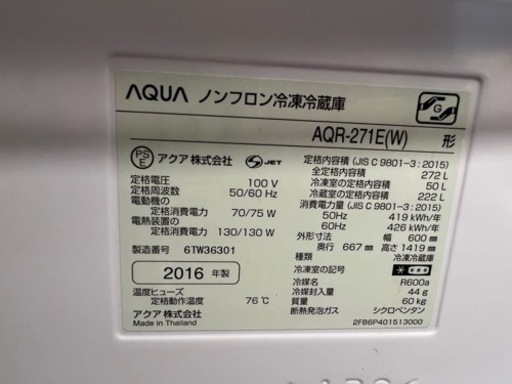 AQUA ノンフロン冷凍冷蔵庫
G
AQR-271E(W) 形
PSE アクア株式会社 JET
定格電圧 100 V
定格周波数 50/60 Hz
電動機の
定格消費電力 70/75 W
電熱装置の
定格消費電力 130/130 W
製造番号 6TW36301
2016 年製
温度ヒューズ
定格動作温度 76℃
アクア株式会社
Made in Thailand
定格内容積 (JIS C 9801-3 : 2015)
全定格内容積 272 L
冷凍室の定格内容積 50 L
冷蔵室の定格内容積 222 L
消費電力量 (JIS C 9801-3 : 2015)
50Hz 419 kWh/年
60Hz 426 kWh/年
外形寸法 幅 600 mm
奥行 667 mm 高さ 1419 mm
種類 冷凍冷蔵庫
冷凍室の記号
冷媒名 R600a
冷媒封入量 44 g
質量 60 kg
断熱発泡ガス シクロペンタン
2FB6P401513000